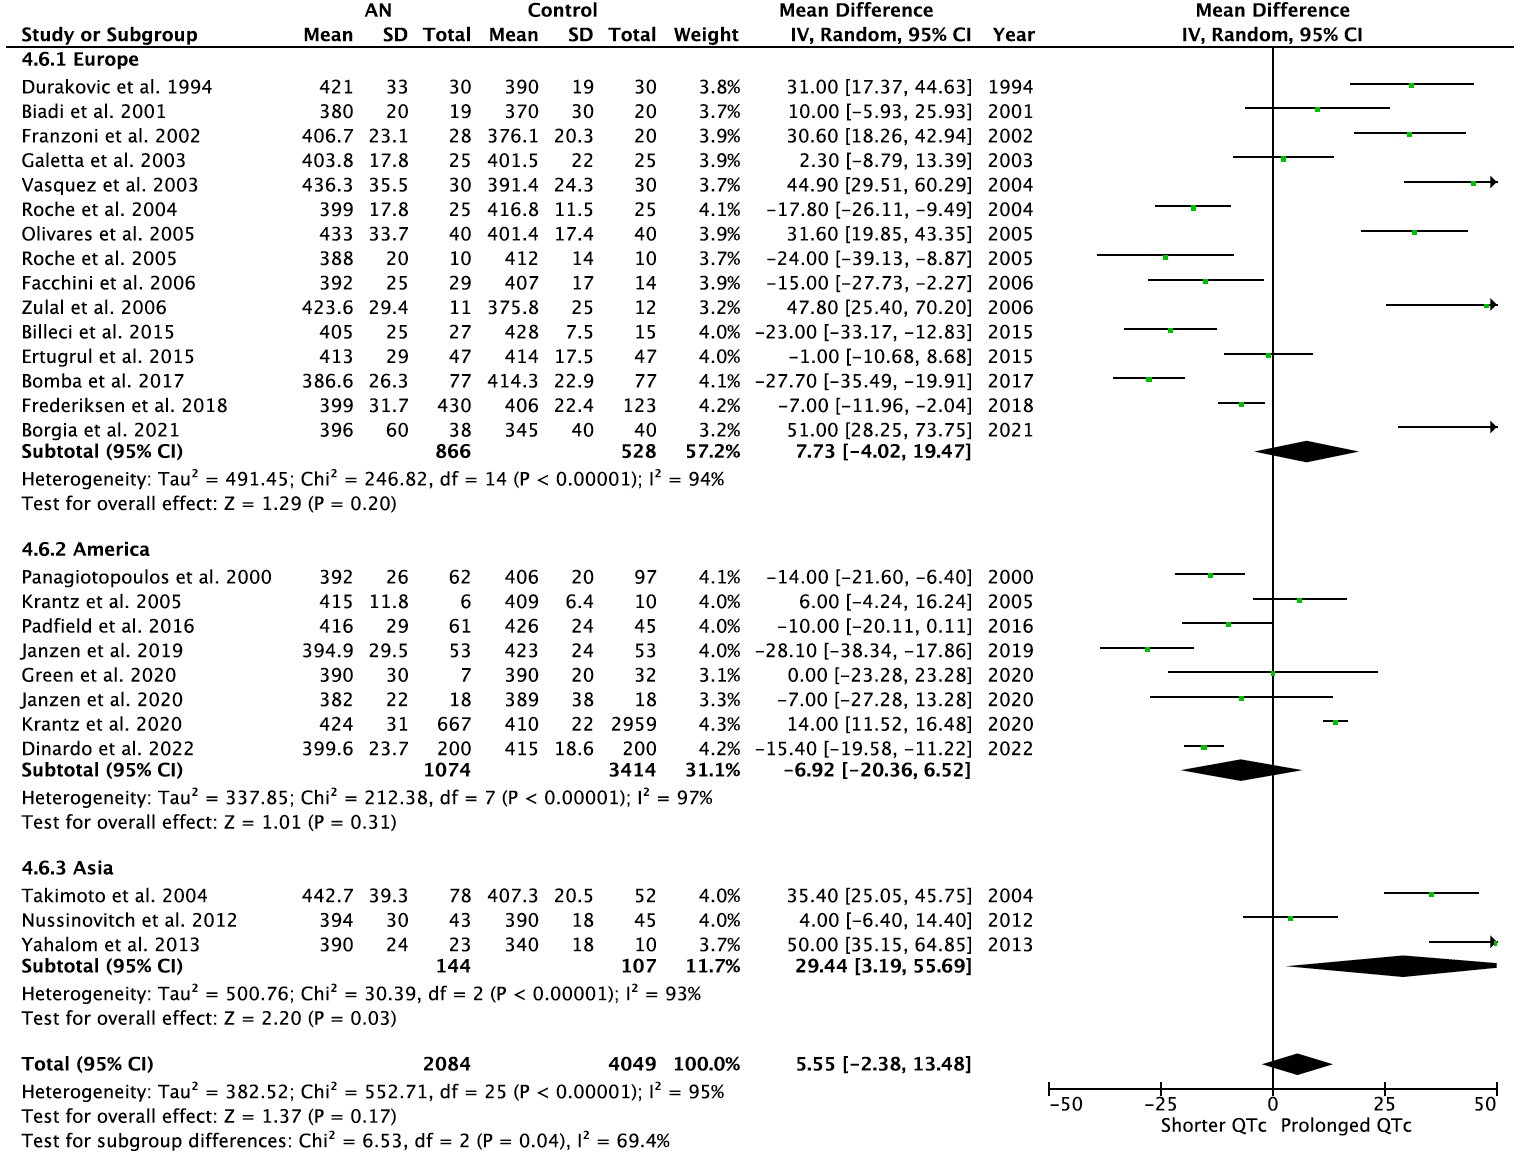 AN Control Mean Difference Mean Difference
Study or Subgroup Mean SD Total Mean SD Total Weight IV, Random, 95% CI Year IV, Random, 95% CI
4.6.1 Europe
Durakovic et al. 1994 421 33 30 390 19 30 3.8% 31.00 [17.37, 44.63] 1994
Biadi et al. 2001 380 20 19 370 30 20 3.7% 10.00 [−5.93, 25.93] 2001
Franzoni et al. 2002 406.7 23.1 28 376.1 20.3 20 3.9% 30.60 [18.26, 42.94] 2002
Galetta et al. 2003 403.8 17.8 25 401.5 22 25 3.9% 2.30 [−8.79, 13.39] 2003
Vasquez et al. 2003 436.3 35.5 30 391.4 24.3 30 3.7% 44.90 [29.51, 60.29] 2004
Roche et al. 2004 399 17.8 25 416.8 11.5 25 4.1% −17.80 [−26.11, −9.49] 2004
Olivares et al. 2005 433 33.7 40 401.4 17.4 40 3.9% 31.60 [19.85, 43.35] 2005
Roche et al. 2005 388 20 10 412 14 10 3.7% −24.00 [−39.13, −8.87] 2005
Facchini et al. 2006 392 25 29 407 17 14 3.9% −15.00 [−27.73, −2.27] 2006
Zulal et al. 2006 423.6 29.4 11 375.8 25 12 3.2% 47.80 [25.40, 70.20] 2006
Billeci et al. 2015 405 25 27 428 7.5 15 4.0% −23.00 [−33.17, −12.83] 2015
Ertugrul et al. 2015 413 29 47 414 17.5 47 4.0% −1.00 [−10.68, 8.68] 2015
Bomba et al. 2017 386.6 26.3 77 414.3 22.9 77 4.1% −27.70 [−35.49, −19.91] 2017
Frederiksen et al. 2018 399 31.7 430 406 22.4 123 4.2% −7.00 [−11.96, −2.04] 2018
Borgia et al. 2021 396 60 38 345 40 40 3.2% 51.00 [28.25, 73.75] 2021
Subtotal (95% CI) 866 528 57.2% 7.73 [−4.02, 19.47]
Heterogeneity: Tau² = 491.45; Chi² = 246.82, df = 14 (P < 0.00001); I² = 94%
Test for overall effect: Z = 1.29 (P = 0.20)
4.6.2 America
Panagiotopoulos et al. 2000 392 26 62 406 20 97 4.1% −14.00 [−21.60, −6.40] 2000
Krantz et al. 2005 415 11.8 6 409 6.4 10 4.0% 6.00 [−4.24, 16.24] 2005
Padfield et al. 2016 416 29 61 426 24 45 4.0% −10.00 [−20.11, 0.11] 2016
Janzen et al. 2019 394.9 29.5 53 423 24 53 4.0% −28.10 [−38.34, −17.86] 2019
Green et al. 2020 390 30 7 390 20 32 3.1% 0.00 [−23.28, 23.28] 2020
Janzen et al. 2020 382 22 18 389 38 18 3.3% −7.00 [−27.28, 13.28] 2020
Krantz et al. 2020 424 31 667 410 22 2959 4.3% 14.00 [11.52, 16.48] 2020
Dinardo et al. 2022 399.6 23.7 200 415 18.6 200 4.2% −15.40 [−19.58, −11.22] 2022
Subtotal (95% CI) 1074 3414 31.1% −6.92 [−20.36, 6.52]
Heterogeneity: Tau² = 337.85; Chi² = 212.38, df = 7 (P < 0.00001); I² = 97%
Test for overall effect: Z = 1.01 (P = 0.31)
4.6.3 Asia
Takimoto et al. 2004 442.7 39.3 78 407.3 20.5 52 4.0% 35.40 [25.05, 45.75] 2004
Nussinovitch et al. 2012 394 30 43 390 18 45 4.0% 4.00 [−6.40, 14.40] 2012
Yahalom et al. 2013 390 24 23 340 18 10 3.7% 50.00 [35.15, 64.85] 2013
Subtotal (95% CI) 144 107 11.7% 29.44 [3.19, 55.69]
Heterogeneity: Tau² = 500.76; Chi² = 30.39, df = 2 (P < 0.00001); I² = 93%
Test for overall effect: Z = 2.20 (P = 0.03)
Total (95% CI) 2084 4049 100.0% 5.55 [−2.38, 13.48]
Heterogeneity: Tau² = 382.52; Chi² = 552.71, df = 25 (P < 0.00001); I² = 95%
Test for overall effect: Z = 1.37 (P = 0.17)
Test for subgroup differences: Chi² = 6.53, df = 2 (P = 0.04), I² = 69.4%
−50 −25 0 25 50
Shorter QTc Prolonged QTc